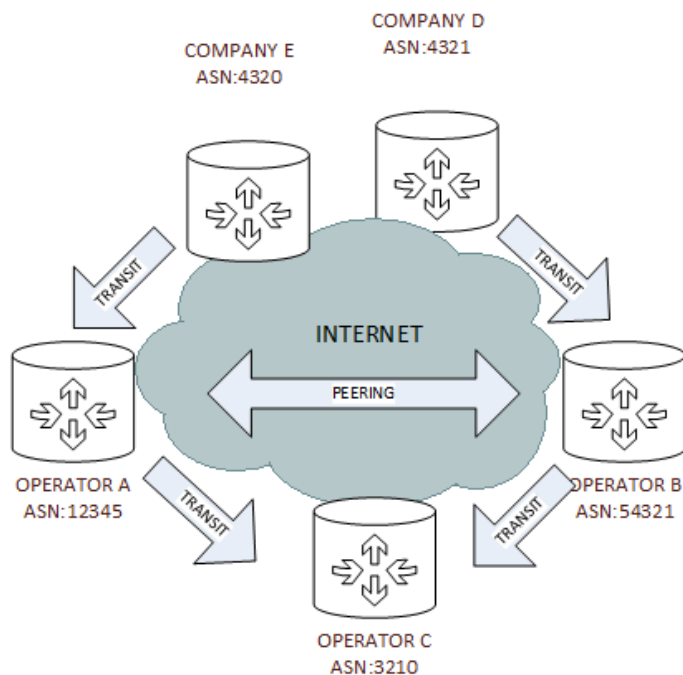 COMPANY E
ASN:4320
COMPANY D
ASN:4321
TRANSIT
TRANSIT
INTERNET
PEERING
OPERATOR A
ASN:12345
OPERATOR B
ASN:54321
TRANSIT
TRANSIT
OPERATOR C
ASN:3210